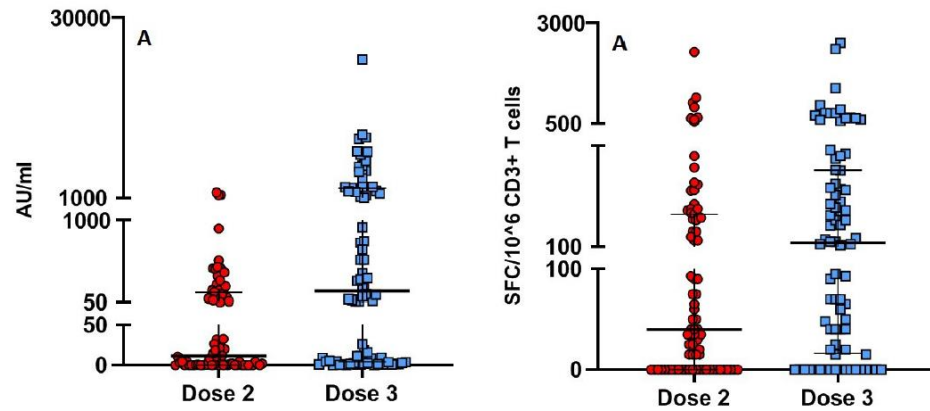 30000
A
AU/ml
1000
1000
50
50
0
Dose 2
Dose 3
3000
A
SFC/10^6 CD3+ T cells
500
100
100
0
Dose 2
Dose 3